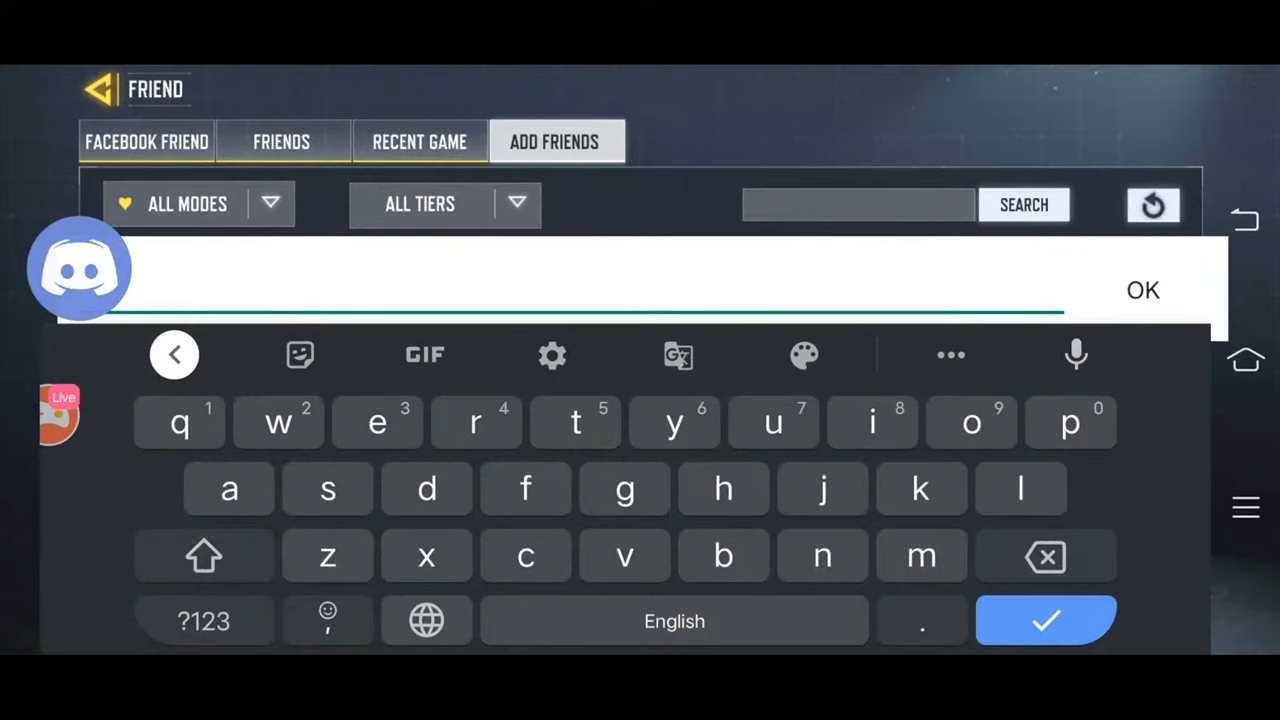 FRIEND
FACEBOOK FRIEND FRIENDS RECENT GAME ADD FRIENDS
ALL MODES ALL TIERS SEARCH
OK
GIF
Live
q 1 w 2 e 3 r 4 t 5 y 6 u 7 i 8 o 9 p 0
a s d f g h j k l
z x c v b n m
?123 , English .